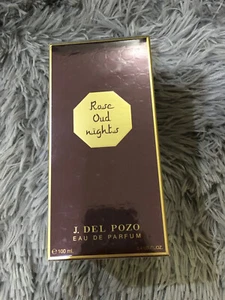 Rose
Oud
nights
J. DEL POZO
EAU DE PARFUM
℮ 100 mL